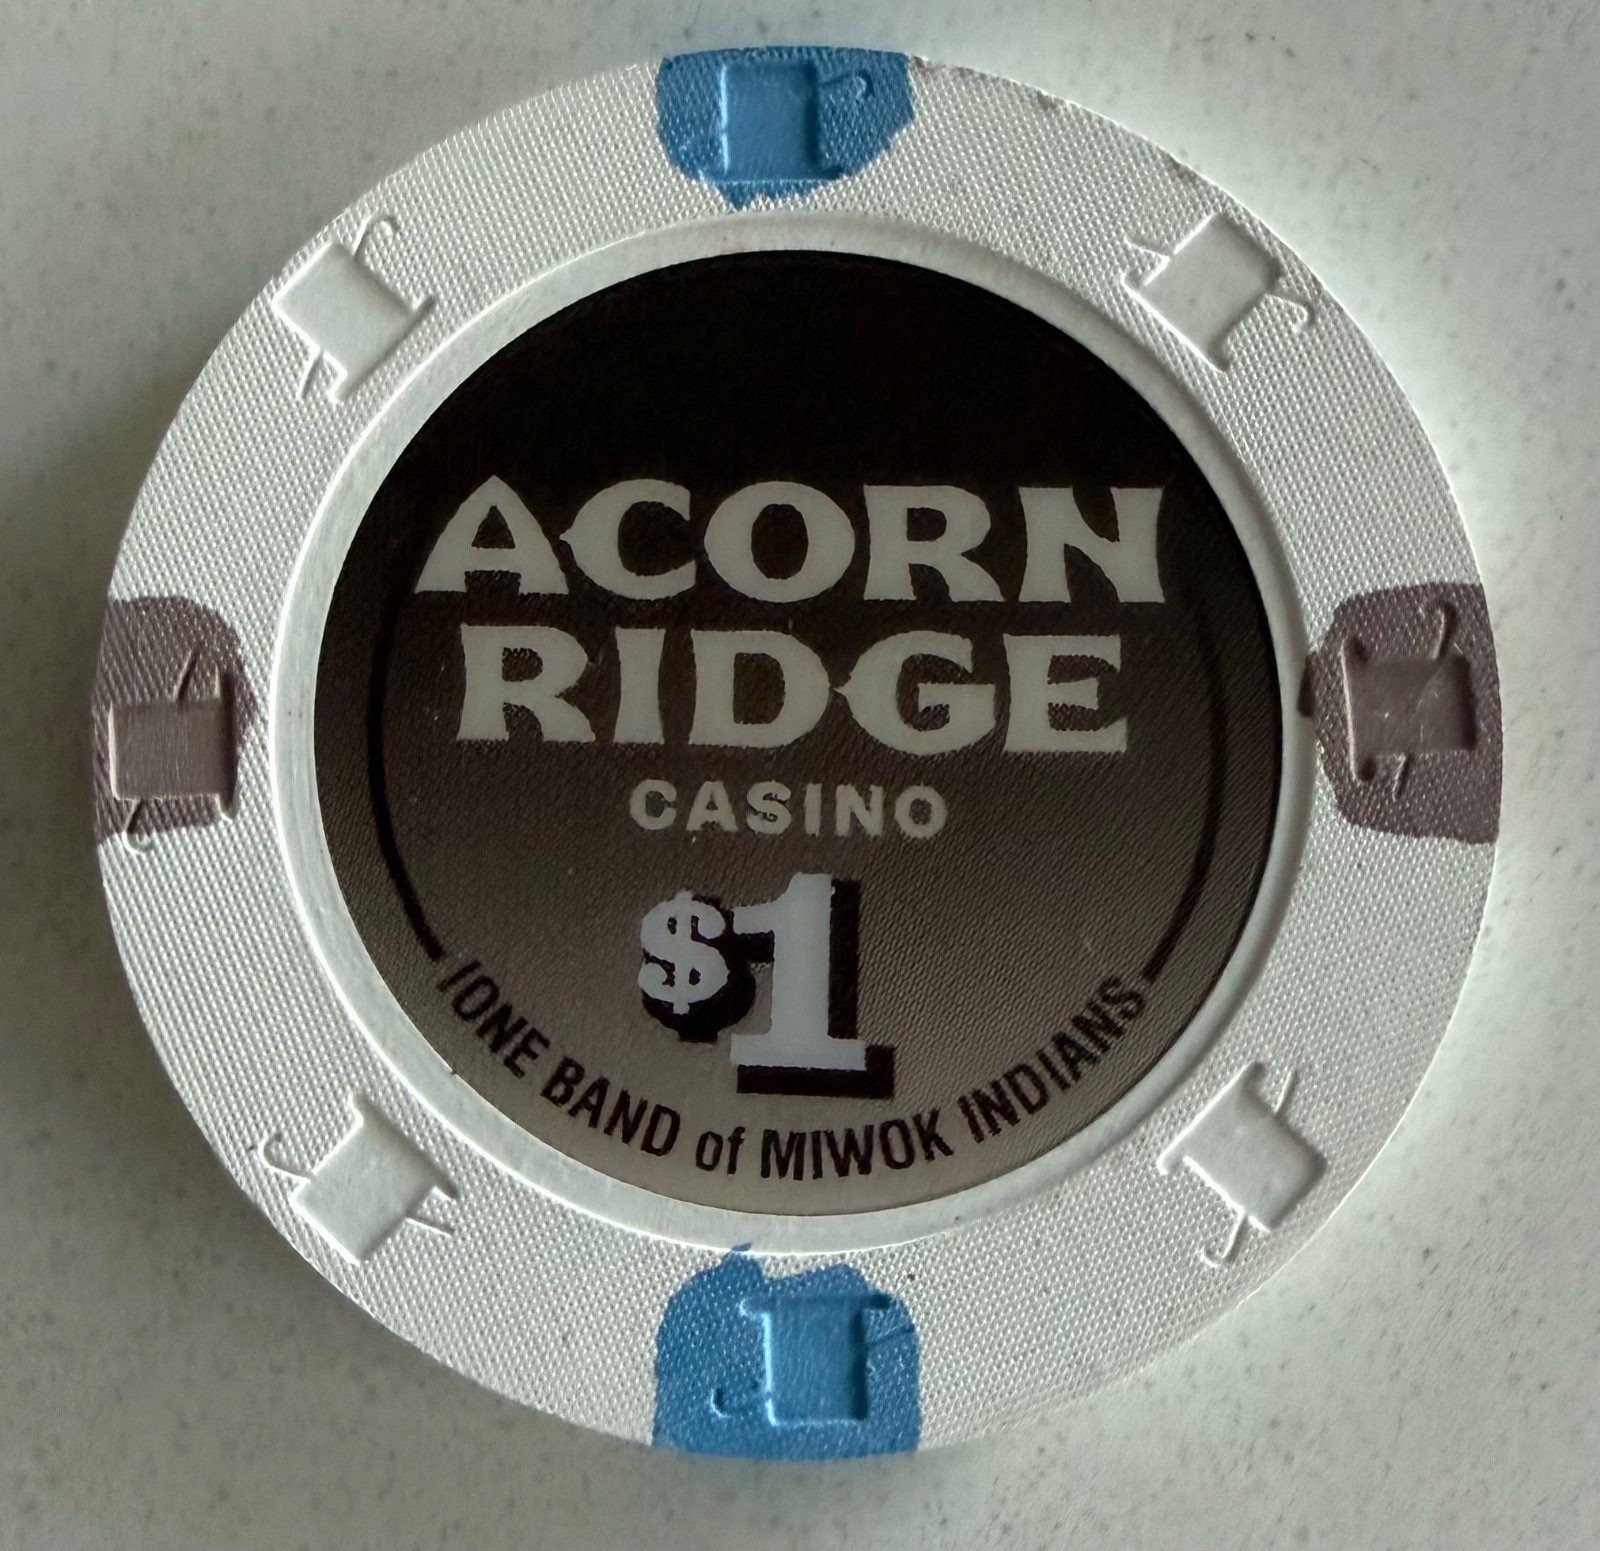 ACORN
RIDGE
CASINO
$1
IONE BAND of MIWOK INDIANS